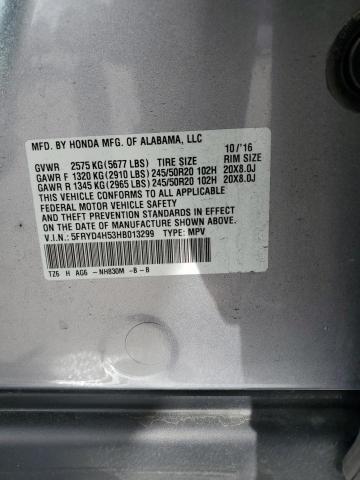 MFD. BY HONDA MFG. OF ALABAMA, LLC 10/'16
GVWR 2575 KG(5677 LBS) TIRE SIZE RIM SIZE
GAWR F 1320 KG(2910 LBS)245/50R20 102H 20X8.0J
GAWR R 1345 KG(2965 LBS)245/50R20 102H 20X8.0J
THIS VEHICLE CONFORMS TO ALL APPLICABLE
FEDERAL MOTOR VEHICLE SAFETY
AND THEFT PREVENTION STANDARDS IN EFFECT
ON THE DATE OF MANUFACTURE SHOWN ABOVE.
V.I.N.: 5FRYD4H53HB013299 TYPE: MPV
TZ6 H AG6 -NH830M -B -B